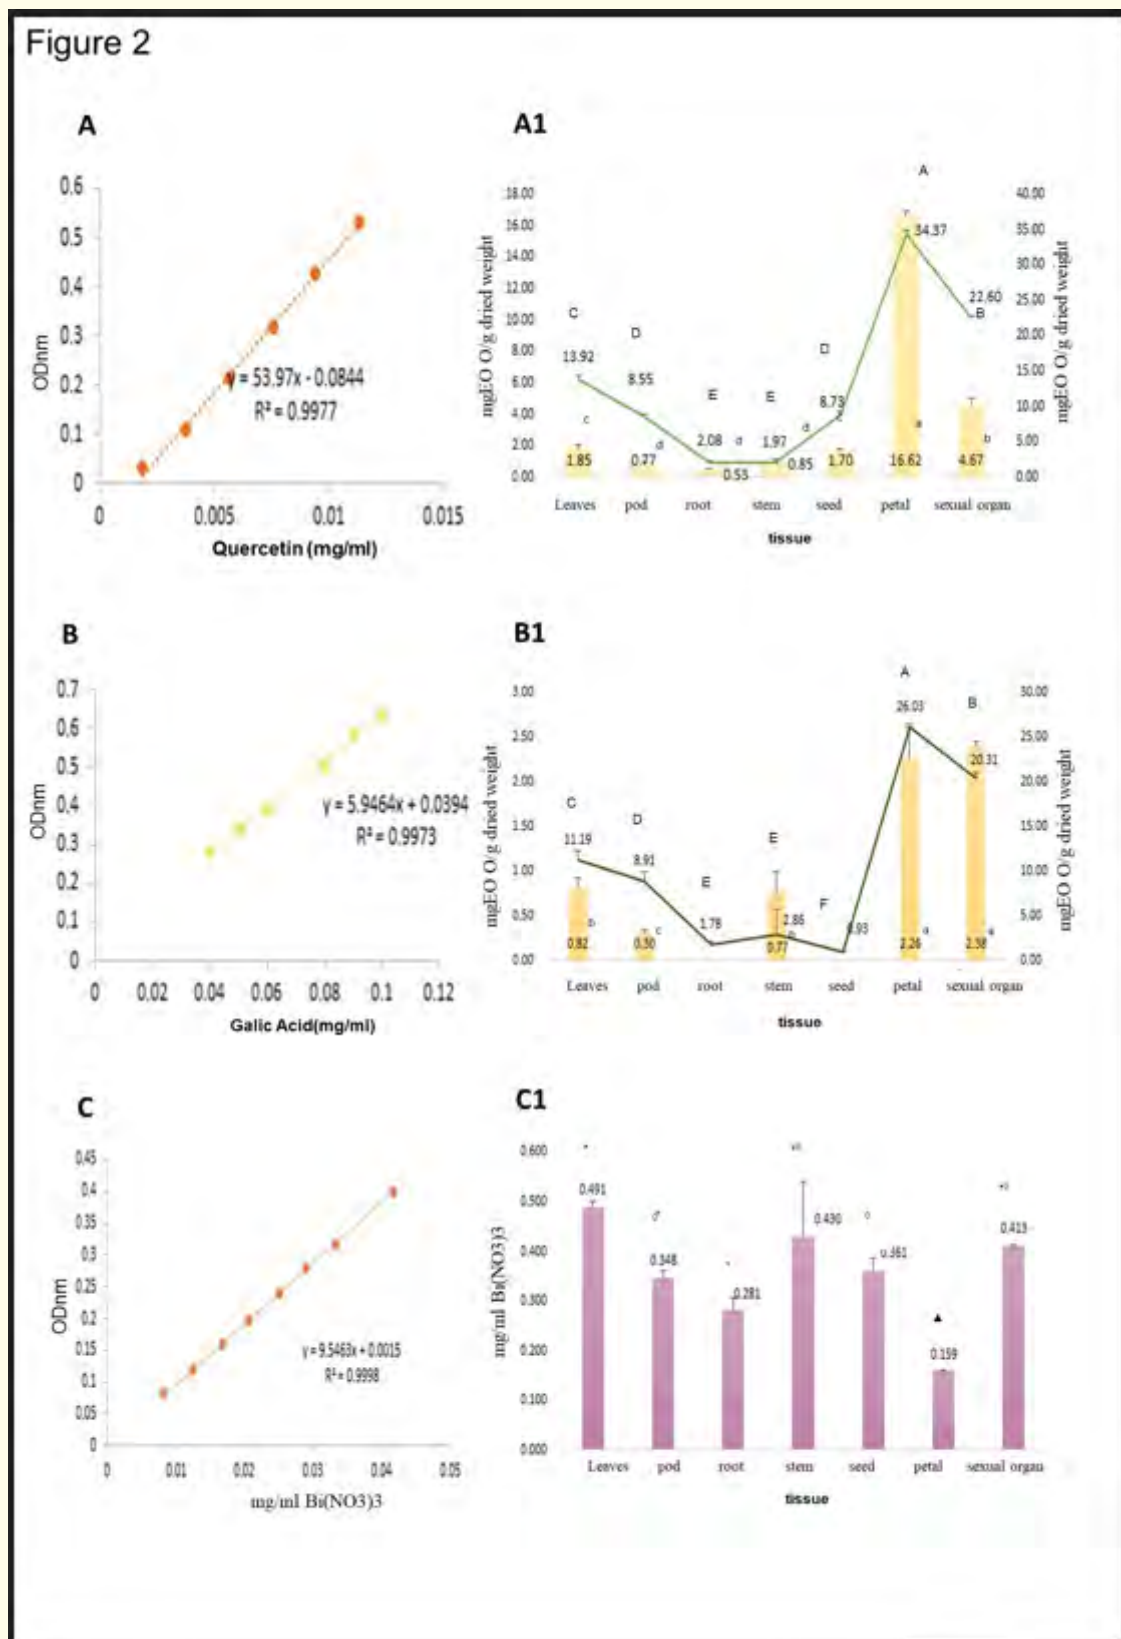 Figure 2
A
0.6
0.5
0.4
0.3
0.2
0.1
0
y = 53.97x - 0.0844
R² = 0.9977
0 0.005 0.01 0.015
ODnm
Quercetin (mg/ml)
A1
18.00
16.00
14.00
12.00
10.00
8.00
6.00
4.00
2.00
0.00
mgEO O/g dried weight
40.00
35.00
30.00
25.00
20.00
15.00
10.00
5.00
0.00
mgEO O/g dried weight
C D E E D A B
13.92 8.55 2.08 1.97 8.73 34.37 22.60
c d d d a b
1.85 0.77 0.55 0.85 1.70 16.62 4.67
Leaves pod root stem seed petal sexual organ
tissue
B
0.7
0.6
0.5
0.4
0.3
0.2
0.1
0
y = 5.9464x + 0.0394
R² = 0.9973
0 0.02 0.04 0.06 0.08 0.1 0.12
ODnm
Galic Acid(mg/ml)
B1
3.00
2.50
2.00
1.50
1.00
0.50
0.00
mgEO O/g dried weight
30.00
25.00
20.00
15.00
10.00
5.00
0.00
mgEO O/g dried weight
C D E E F A B
11.19 8.91 1.78 2.86 0.93 26.03 20.31
b c b a a
0.82 0.30 0.77 2.26 2.38
Leaves pod root stem seed petal sexual organ
tissue
C
0.45
0.4
0.35
0.3
0.25
0.2
0.15
0.1
0.05
0
y = 9.5463x + 0.0015
R² = 0.9998
0 0.01 0.02 0.03 0.04 0.05
ODnm
mg/ml Bi(NO3)3
C1
0.600
0.500
0.400
0.300
0.200
0.100
0.000
mg/ml Bi(NO3)3
0.491 0.348 0.281 0.430 0.361 0.159 0.413
Leaves pod root stem seed petal sexual organ
tissue